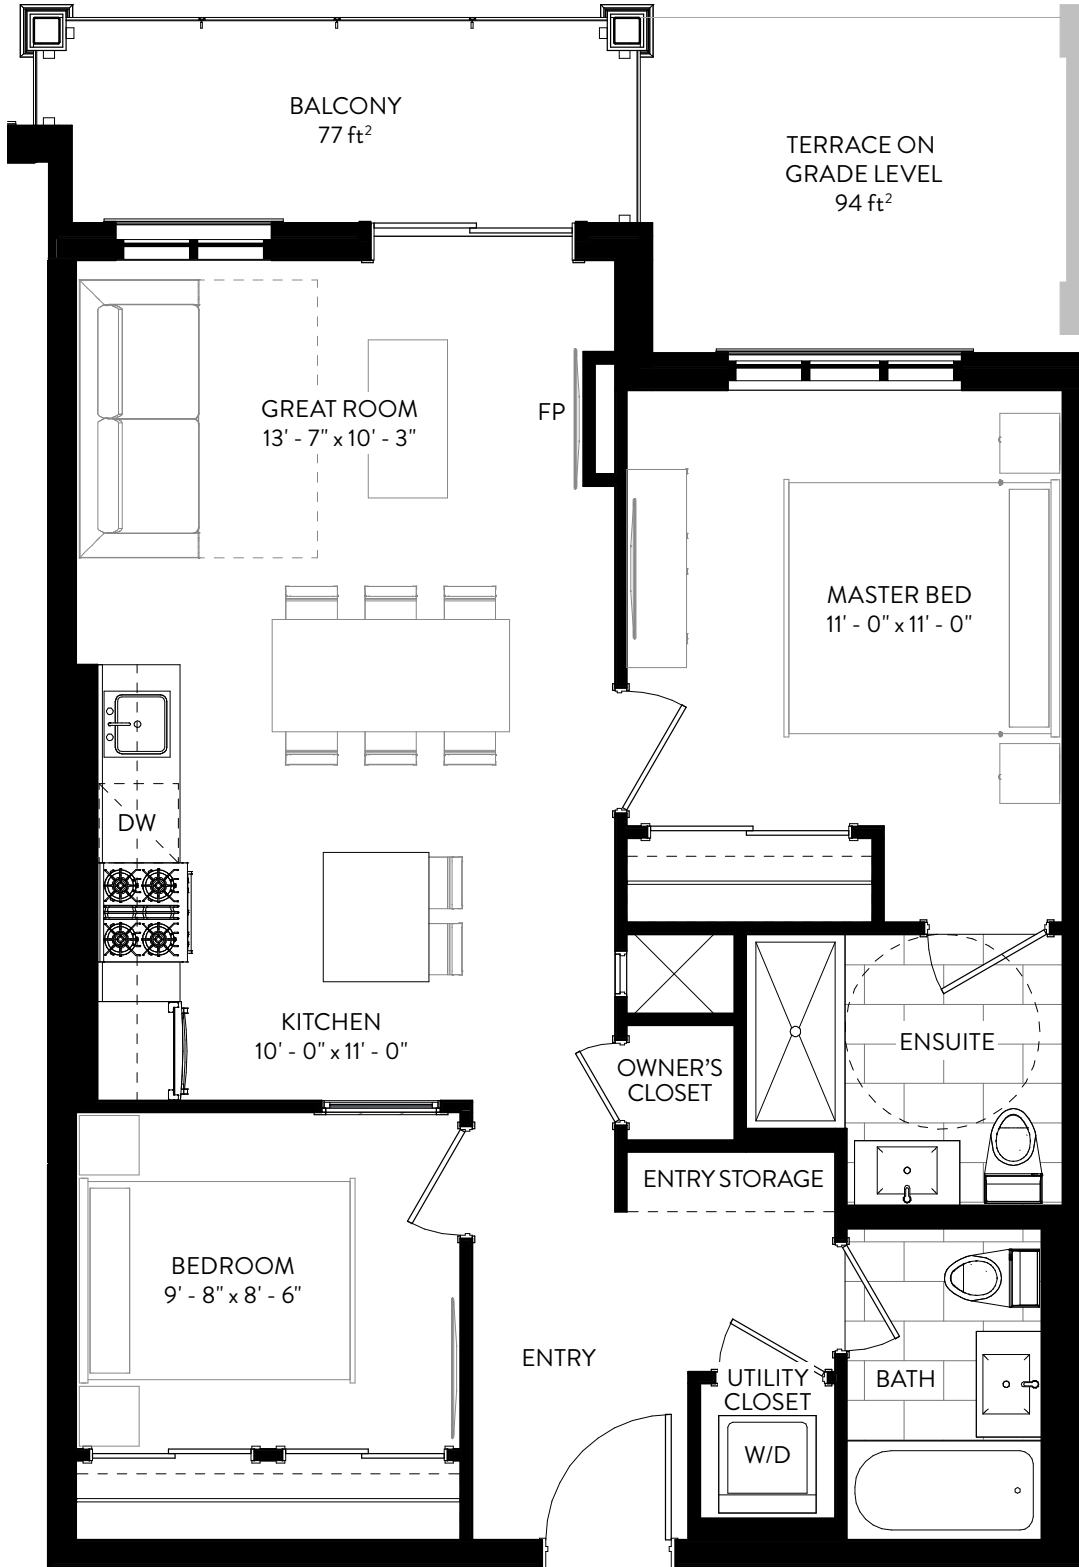 BALCONY
77 ft²
TERRACE ON
GRADE LEVEL
94 ft²
GREAT ROOM
13' - 7" x 10' - 3"
FP
MASTER BED
11' - 0" x 11' - 0"
DW
KITCHEN
10' - 0" x 11' - 0"
OWNER'S
CLOSET
ENSUITE
ENTRY STORAGE
BEDROOM
9' - 8" x 8' - 6"
ENTRY
UTILITY
CLOSET
BATH
W/D